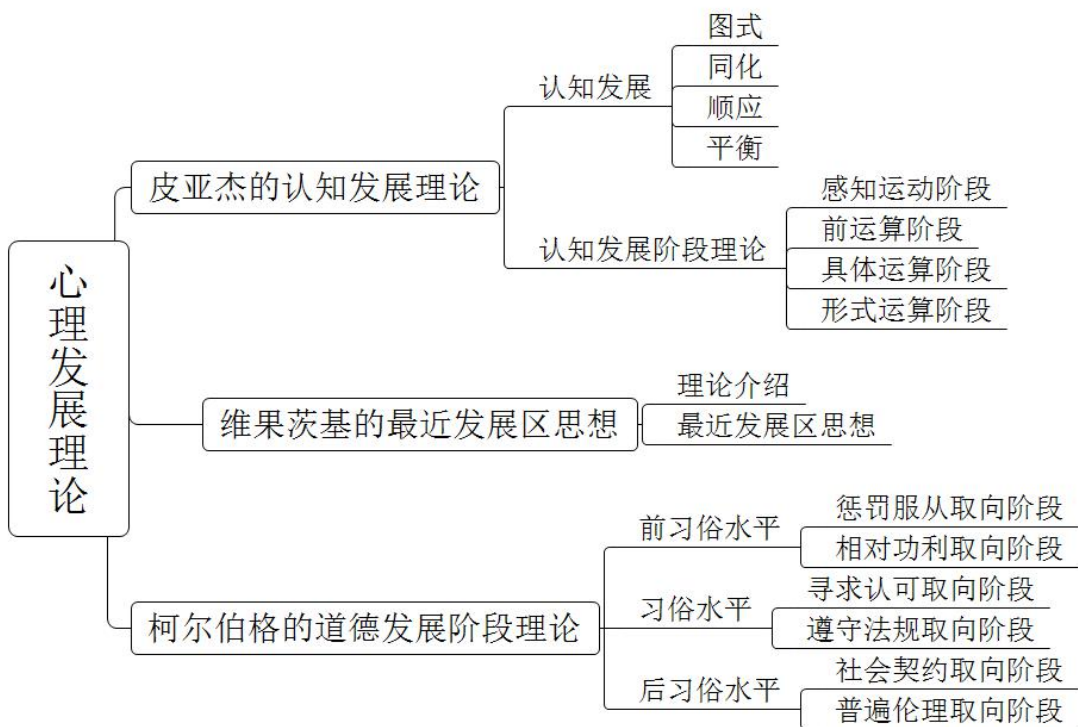 心理发展理论
皮亚杰的认知发展理论
认知发展
图式
同化
顺应
平衡
认知发展阶段理论
感知运动阶段
前运算阶段
具体运算阶段
形式运算阶段
维果茨基的最近发展区思想
理论介绍
最近发展区思想
柯尔伯格的道德发展阶段理论
前习俗水平
惩罚服从取向阶段
相对功利取向阶段
习俗水平
寻求认可取向阶段
遵守法规取向阶段
后习俗水平
社会契约取向阶段
普遍伦理取向阶段